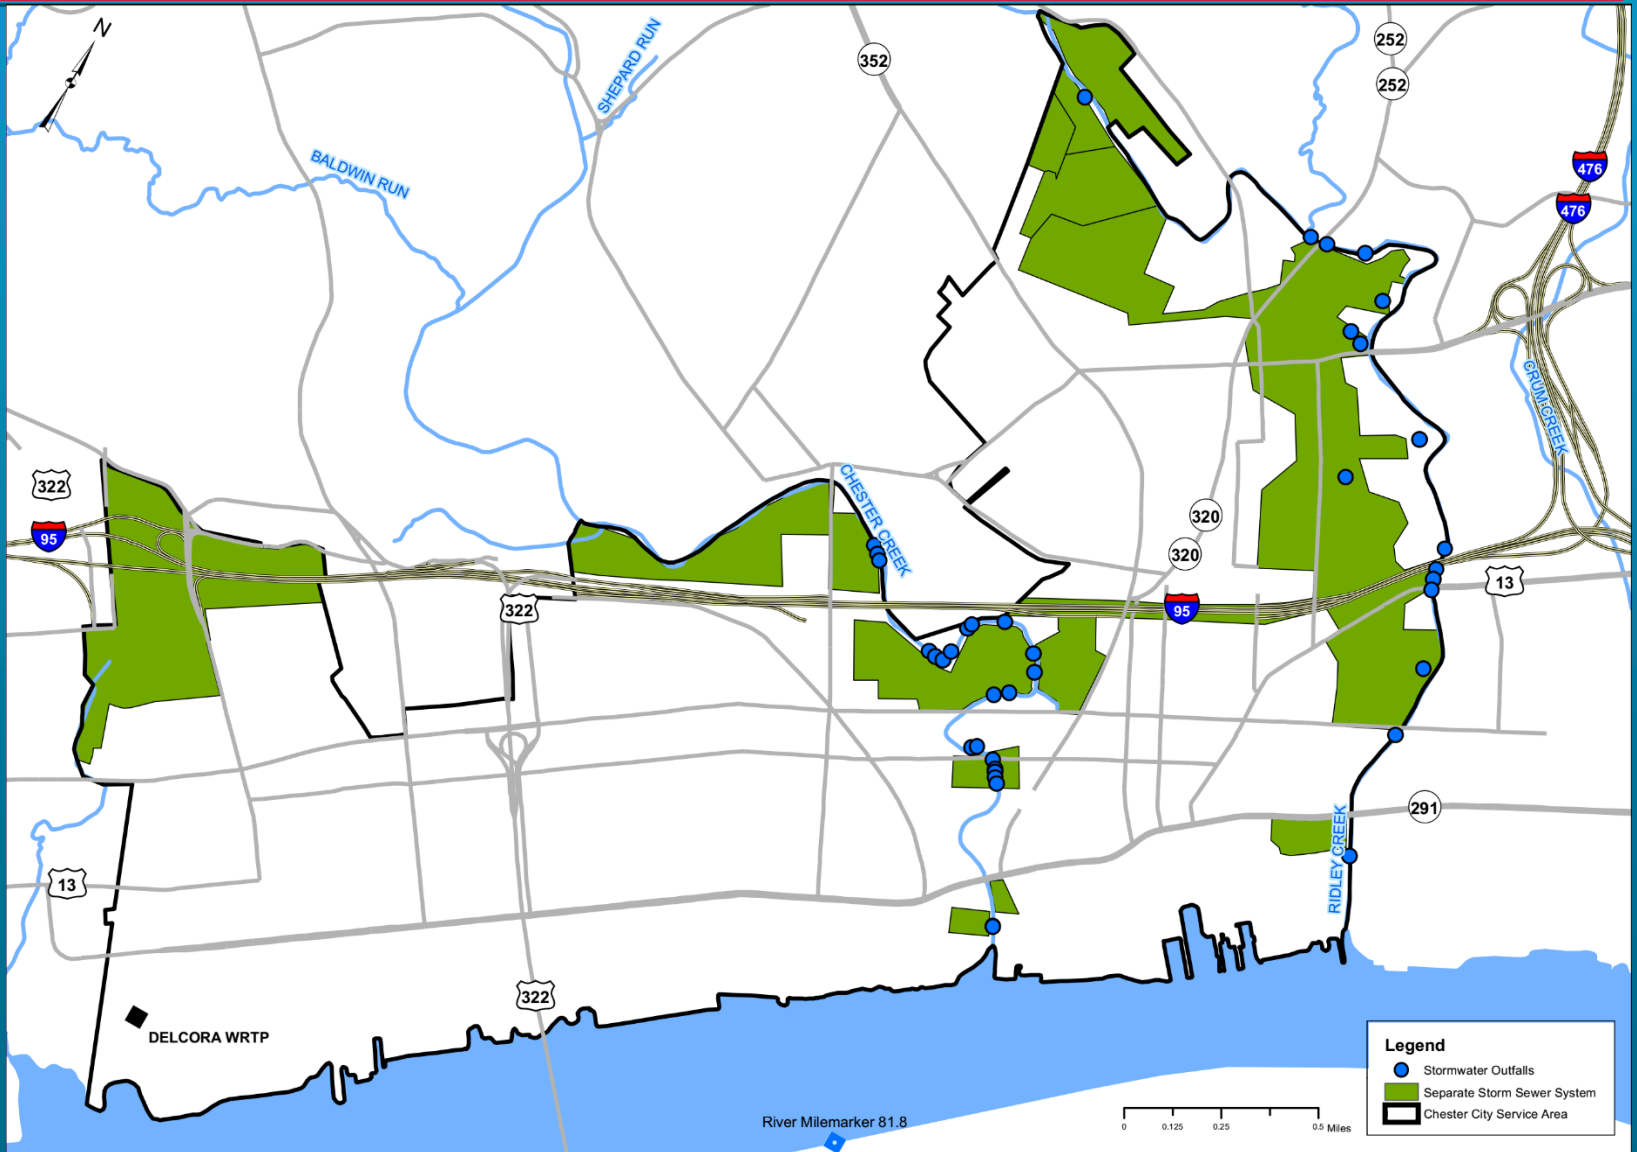 N
SHEPARD RUN
352
252
252
BALDWIN RUN
476
476
CRUM CREEK
322
95
CHESTER CREEK
320
320
322
95
13
13
291
RIDLEY CREEK
322
DELCORA WRTP
River Milemarker 81.8
0 0.125 0.25 0.5 Miles
Legend
Stormwater Outfalls
Separate Storm Sewer System
Chester City Service Area